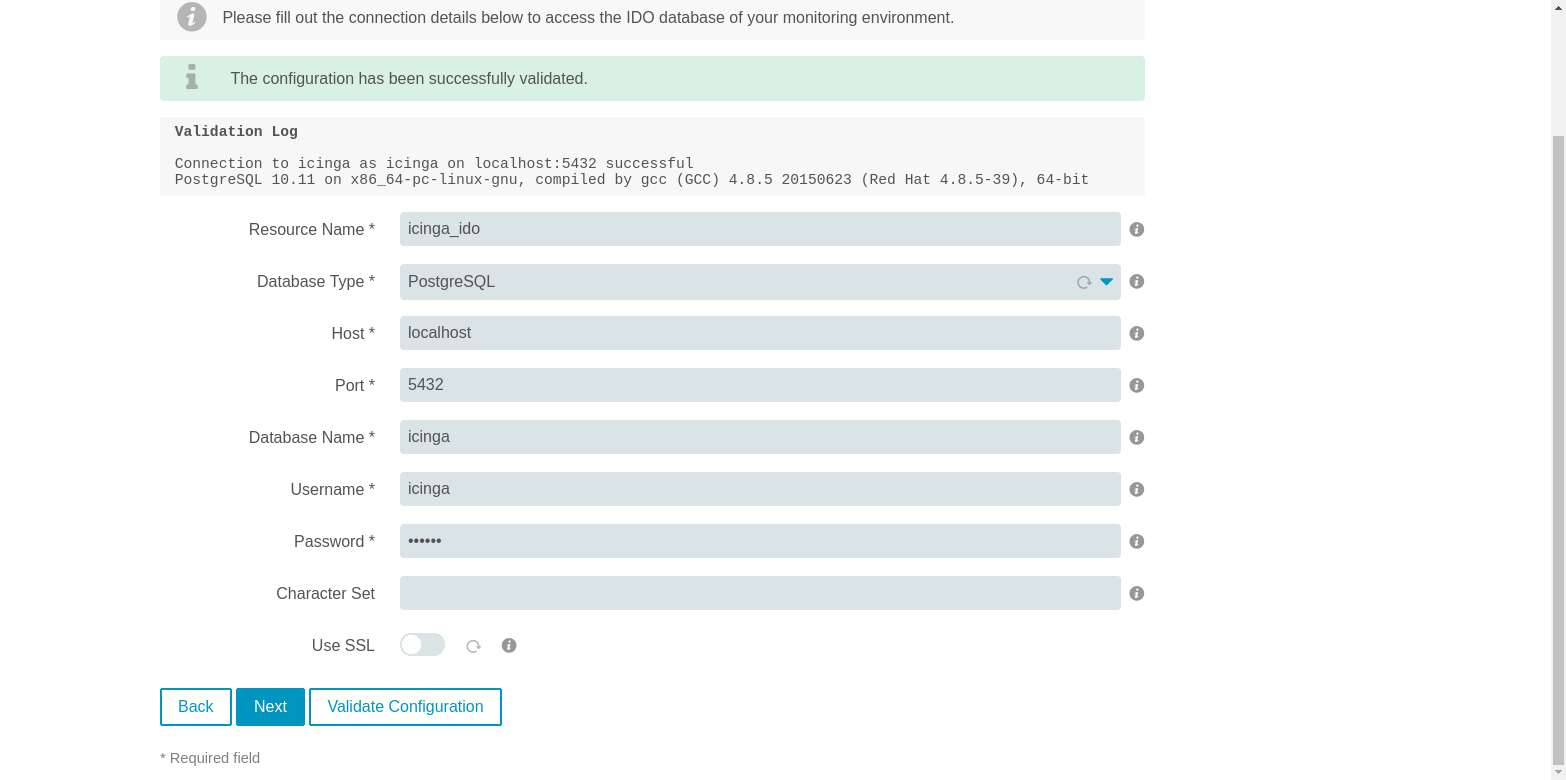 Please fill out the connection details below to access the IDO database of your monitoring environment.
The configuration has been successfully validated.
Validation Log
Connection to icinga as icinga on localhost:5432 successful
PostgreSQL 10.11 on x86_64-pc-linux-gnu, compiled by gcc (GCC) 4.8.5 20150623 (Red Hat 4.8.5-39), 64-bit
Resource Name * icinga_ido
Database Type * PostgreSQL
Host * localhost
Port * 5432
Database Name * icinga
Username * icinga
Password * ••••••
Character Set
Use SSL
Back Next Validate Configuration
* Required field